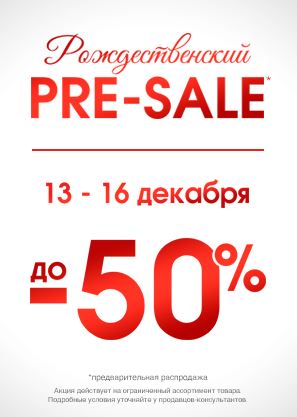 Рождественский
PRE-SALE*
13 - 16 декабря
до -50%
*предварительная распродажа
Акция действует на ограниченный ассортимент товара
Подробные условия уточняйте у продавцов-консультантов